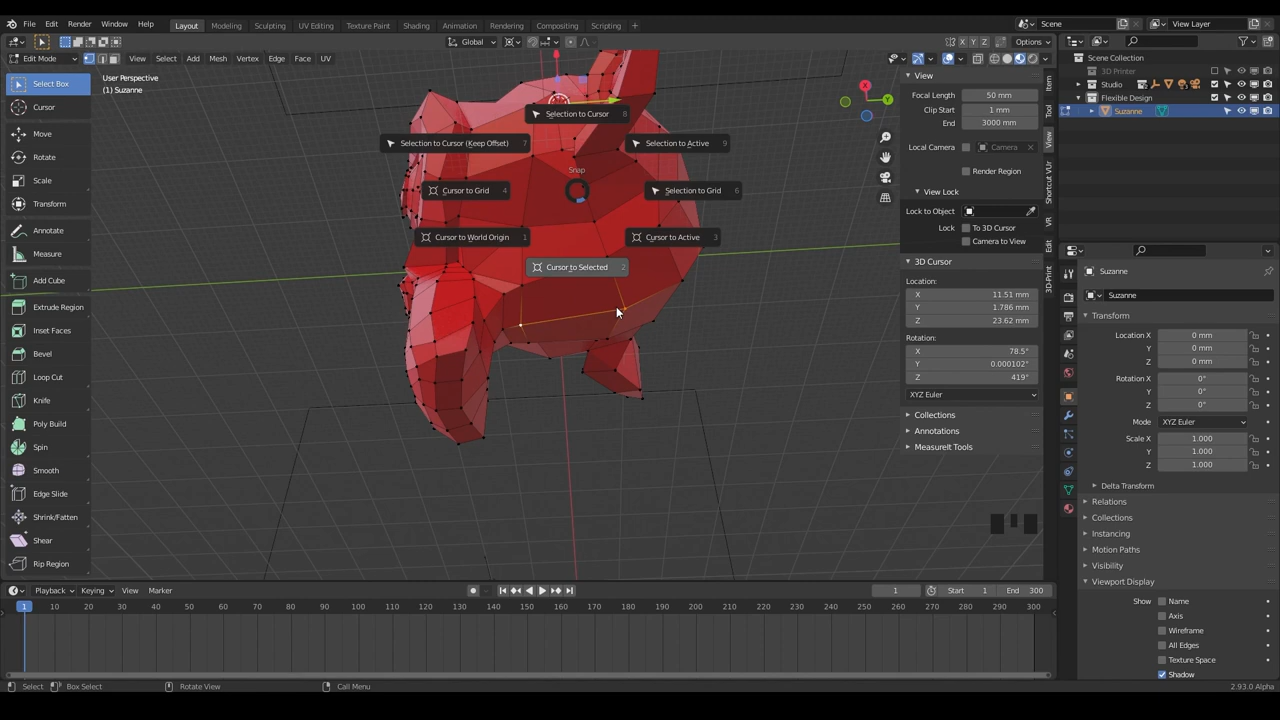 File Edit Render Window Help Layout Modeling Sculpting UV Editing Texture Paint Shading Animation Rendering Compositing Scripting + Scene View Layer
Edit Mode View Select Add Mesh Vertex Edge Face UV Global X Y Z Options
User Perspective
(1) Suzanne
Select Box
Cursor
Move
Rotate
Scale
Transform
Annotate
Measure
Add Cube
Extrude Region
Inset Faces
Bevel
Loop Cut
Knife
Poly Build
Spin
Smooth
Edge Slide
Shrink/Fatten
Shear
Rip Region
Selection to Cursor 8
Selection to Cursor (Keep Offset) 7
Selection to Active 9
Snap
Cursor to Grid 4
Selection to Grid 6
Cursor to World Origin 1
Cursor to Active 3
Cursor to Selected 2
X
Y
View
Focal Length 50 mm
Clip Start 1 mm
End 3000 mm
Local Camera Camera
Render Region
View Lock
Lock to Object
Lock To 3D Cursor
Camera to View
3D Cursor
Location:
X 11.51 mm
Y 1.786 mm
Z 23.62 mm
Rotation:
X 78.5°
Y 0.000102°
Z 419°
XYZ Euler
Collections
Annotations
MeasureIt Tools
Item
Tool
View
Shortcut VUr
VR
Edit
3D-Print
Scene Collection
3D Printer
Studio
Flexible Design
Suzanne
Suzanne
Suzanne
Transform
Location X 0 mm
Y 0 mm
Z 0 mm
Rotation X 0°
Y 0°
Z 0°
Mode XYZ Euler
Scale X 1.000
Y 1.000
Z 1.000
Delta Transform
Relations
Collections
Instancing
Motion Paths
Visibility
Viewport Display
Show Name
Axis
Wireframe
All Edges
Texture Space
Shadow
Playback Keying View Marker 1 Start 1 End 300
1 10 20 30 40 50 60 70 80 90 100 110 120 130 140 150 160 170 180 190 200 210 220 230 240 250 260 270 280 290 300
Select Box Select Rotate View Call Menu 2.93.0 Alpha